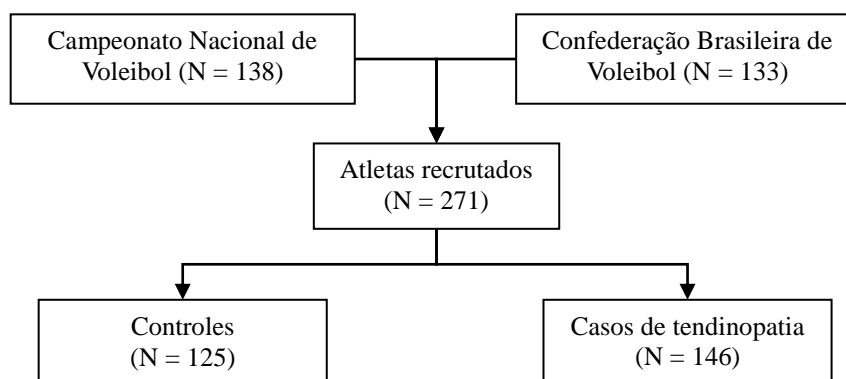 Campeonato Nacional de
Voleibol (N = 138)
Confederação Brasileira de
Voleibol (N = 133)
Atletas recrutados
(N = 271)
Controles
(N = 125)
Casos de tendinopatia
(N = 146)